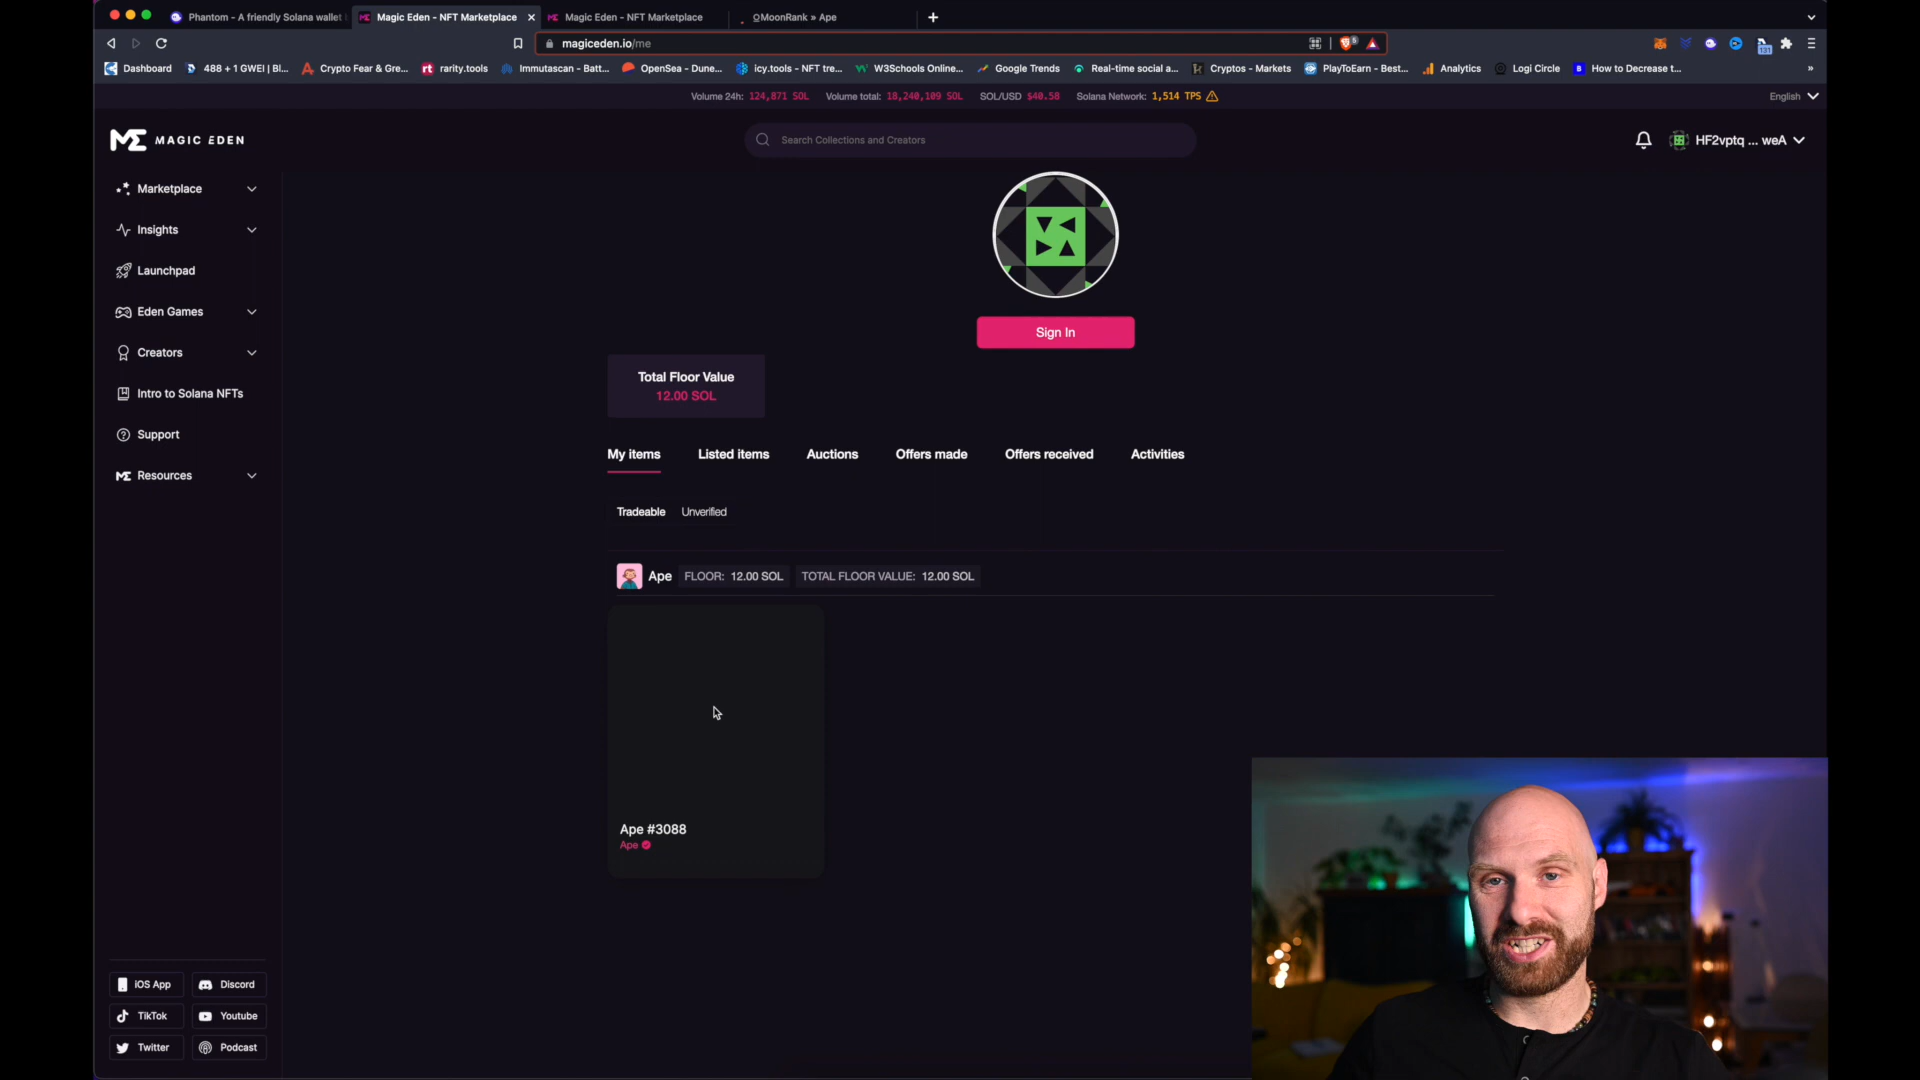 Phantom - A friendly Solana wallet
Magic Eden - NFT Marketplace
Magic Eden - NFT Marketplace
MoonRank » Ape
magiceden.io/me
Dashboard
488 + 1 GWEI | Bl...
Crypto Fear & Gre...
rarity.tools
Immutascan - Batt...
OpenSea - Dune...
icy.tools - NFT tre...
W3Schools Online...
Google Trends
Real-time social a...
Cryptos - Markets
PlayToEarn - Best...
Analytics
Logi Circle
How to Decrease t...
Volume 24h: 124,871 SOL Volume total: 18,240,109 SOL SOL/USD $40.58 Solana Network: 1,514 TPS
English
MAGIC EDEN
Search Collections and Creators
HF2vptq ... weA
Marketplace
Insights
Launchpad
Eden Games
Creators
Intro to Solana NFTs
Support
Resources
Sign In
Total Floor Value
12.00 SOL
My items Listed items Auctions Offers made Offers received Activities
Tradeable Unverified
Ape FLOOR: 12.00 SOL TOTAL FLOOR VALUE: 12.00 SOL
Ape #3088
Ape
iOS App Discord
TikTok Youtube
Twitter Podcast